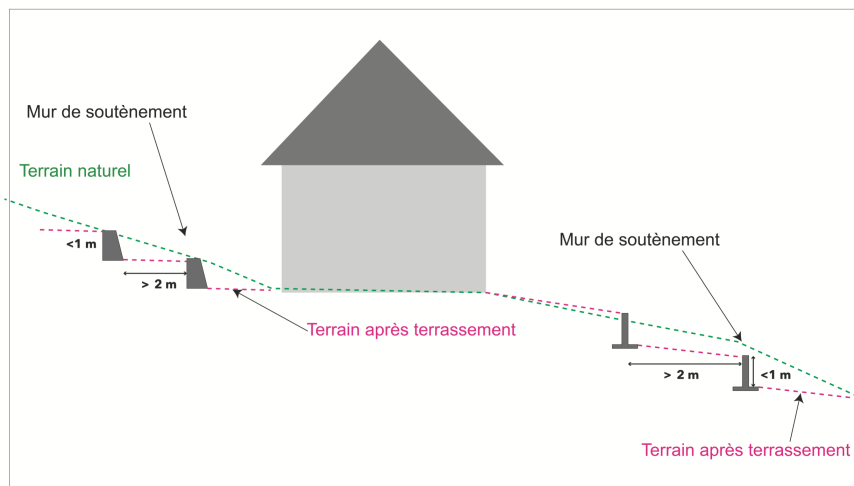 Mur de soutènement
Terrain naturel
<1 m
> 2 m
Terrain après terrassement
Mur de soutènement
> 2 m
<1 m
Terrain après terrassement